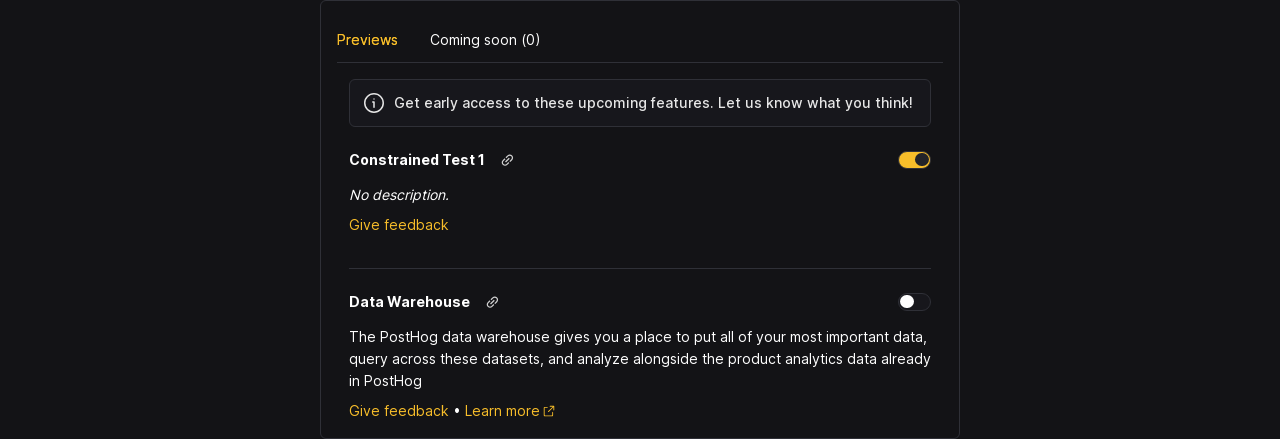 Previews
Coming soon (0)
Get early access to these upcoming features. Let us know what you think!
Constrained Test 1
No description.
Give feedback
Data Warehouse
The PostHog data warehouse gives you a place to put all of your most important data,
query across these datasets, and analyze alongside the product analytics data already
in PostHog
Give feedback • Learn more